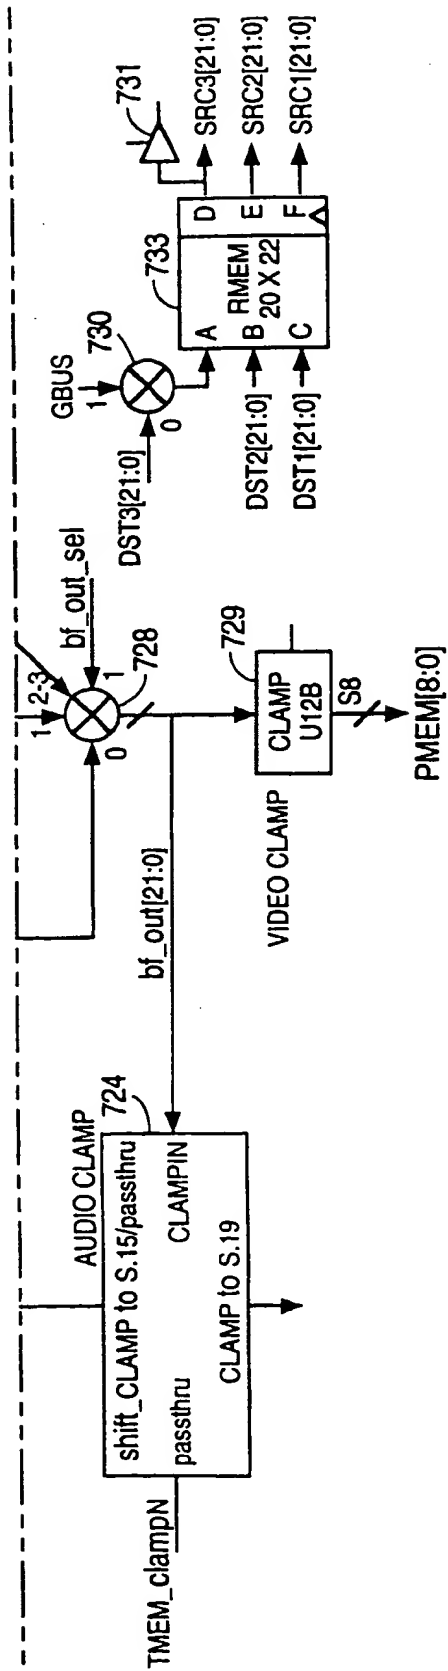 AUDIO CLAMP
724
shift_CLAMP to S.15/passthru
passthru
CLAMPIN
CLAMP to S.19
TMEM_clampN
bf_out[21:0]
1
2-3
bf_out_sel
1
0
728
729
CLAMP
U12B
VIDEO CLAMP
S8
PMEM[8:0]
GBUS
1
730
0
DST3[21:0]
DST2[21:0]
DST1[21:0]
733
A
B
C
RMEM
20 X 22
D
E
F
731
SRC3[21:0]
SRC2[21:0]
SRC1[21:0]